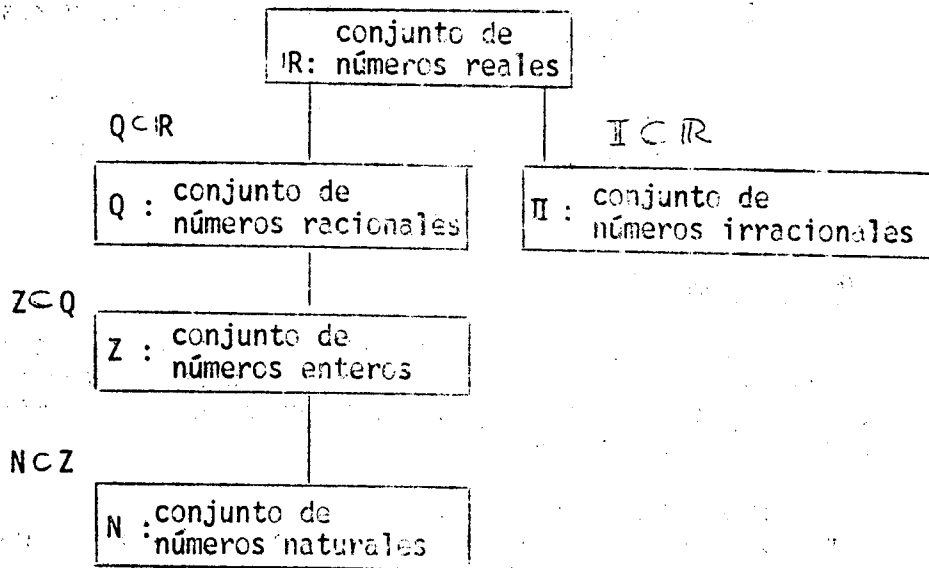 conjunto de
IR: números reales
Q⊂IR
II ⊂ IR
Q : conjunto de
números racionales
II : conjunto de
números irracionales
Z⊂Q
Z : conjunto de
números enteros
N⊂Z
N : conjunto de
números naturales